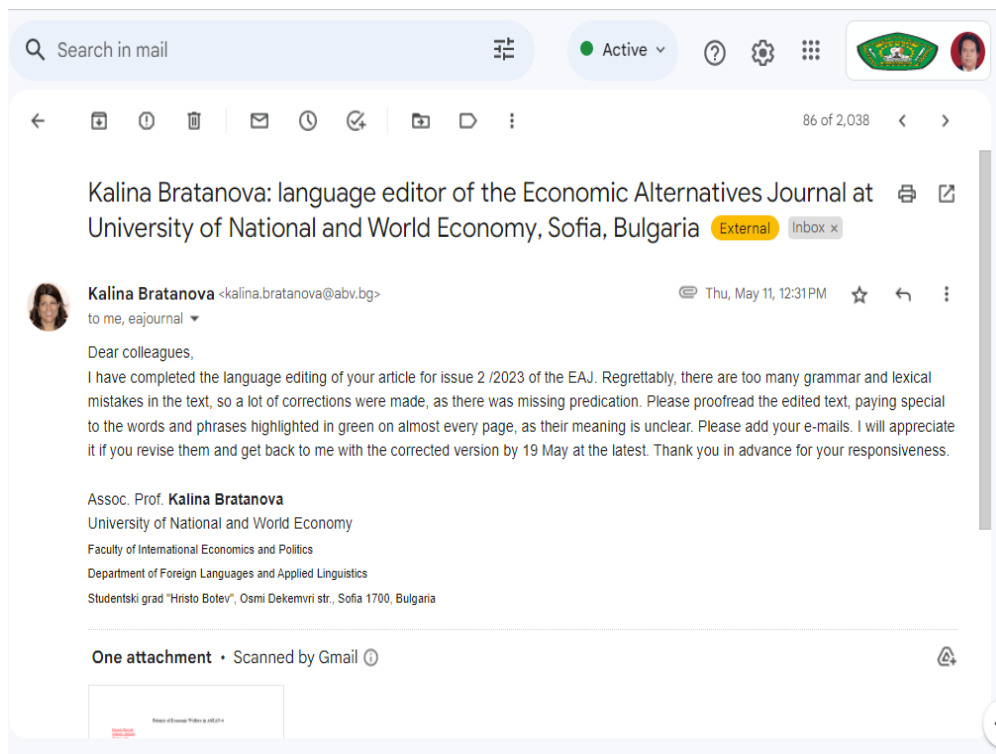 Search in mail
Active
86 of 2,038
Kalina Bratanova: language editor of the Economic Alternatives Journal at
University of National and World Economy, Sofia, Bulgaria External Inbox ×
Kalina Bratanova <kalina.bratanova@abv.bg> Thu, May 11, 12:31 PM
to me, eajournal
Dear colleagues,
I have completed the language editing of your article for issue 2 /2023 of the EAJ. Regrettably, there are too many grammar and lexical
mistakes in the text, so a lot of corrections were made, as there was missing predication. Please proofread the edited text, paying special
to the words and phrases highlighted in green on almost every page, as their meaning is unclear. Please add your e-mails. I will appreciate
it if you revise them and get back to me with the corrected version by 19 May at the latest. Thank you in advance for your responsiveness.
Assoc. Prof. Kalina Bratanova
University of National and World Economy
Faculty of International Economics and Politics
Department of Foreign Languages and Applied Linguistics
Studentski grad "Hristo Botev", Osmi Dekemvri str., Sofia 1700, Bulgaria
One attachment • Scanned by Gmail